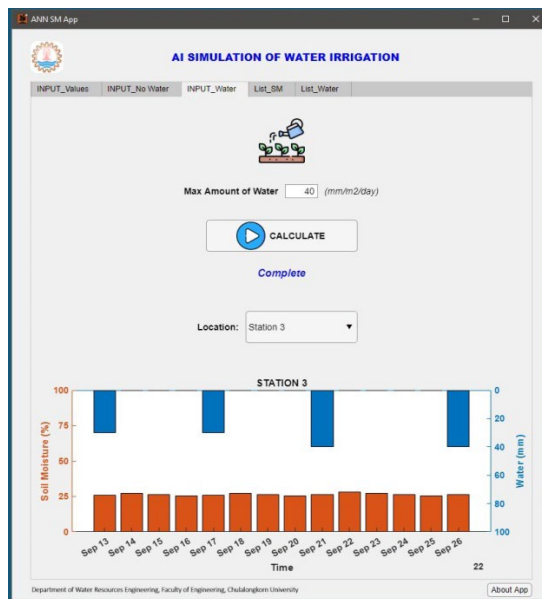 ANN SM App
AI SIMULATION OF WATER IRRIGATION
INPUT_Values INPUT_No Water INPUT_Water List_SM List_Water
Max Amount of Water 40 (mm/m2/day)
CALCULATE
Complete
Location: Station 3
STATION 3
100 0
75 20
50 40
25 60
0 80
100
Soil Moisture (%)
Water (mm)
Sep 13 Sep 14 Sep 15 Sep 16 Sep 17 Sep 18 Sep 19 Sep 20 Sep 21 Sep 22 Sep 23 Sep 24 Sep 25 Sep 26
Time 22
Department of Water Resources Engineering, Faculty of Engineering, Chulalongkorn University About App